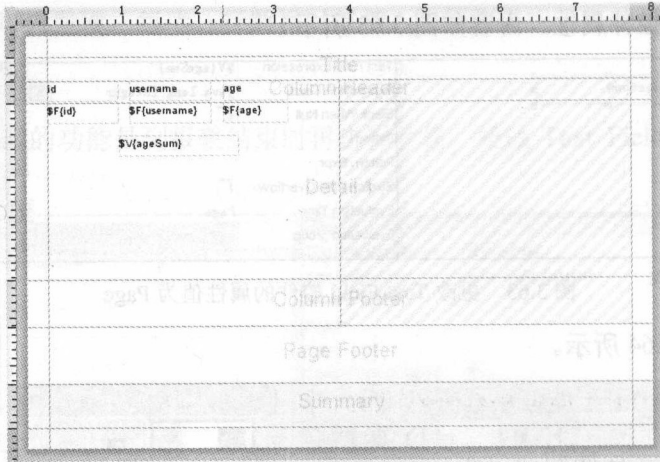 0 1 2 3 4 5 6 7 8
Title
id username age
ColumnHeader
$F{id} $F{username} $F{age}
$V{ageSum}
Detail 1
Column Footer
Page Footer
Summary